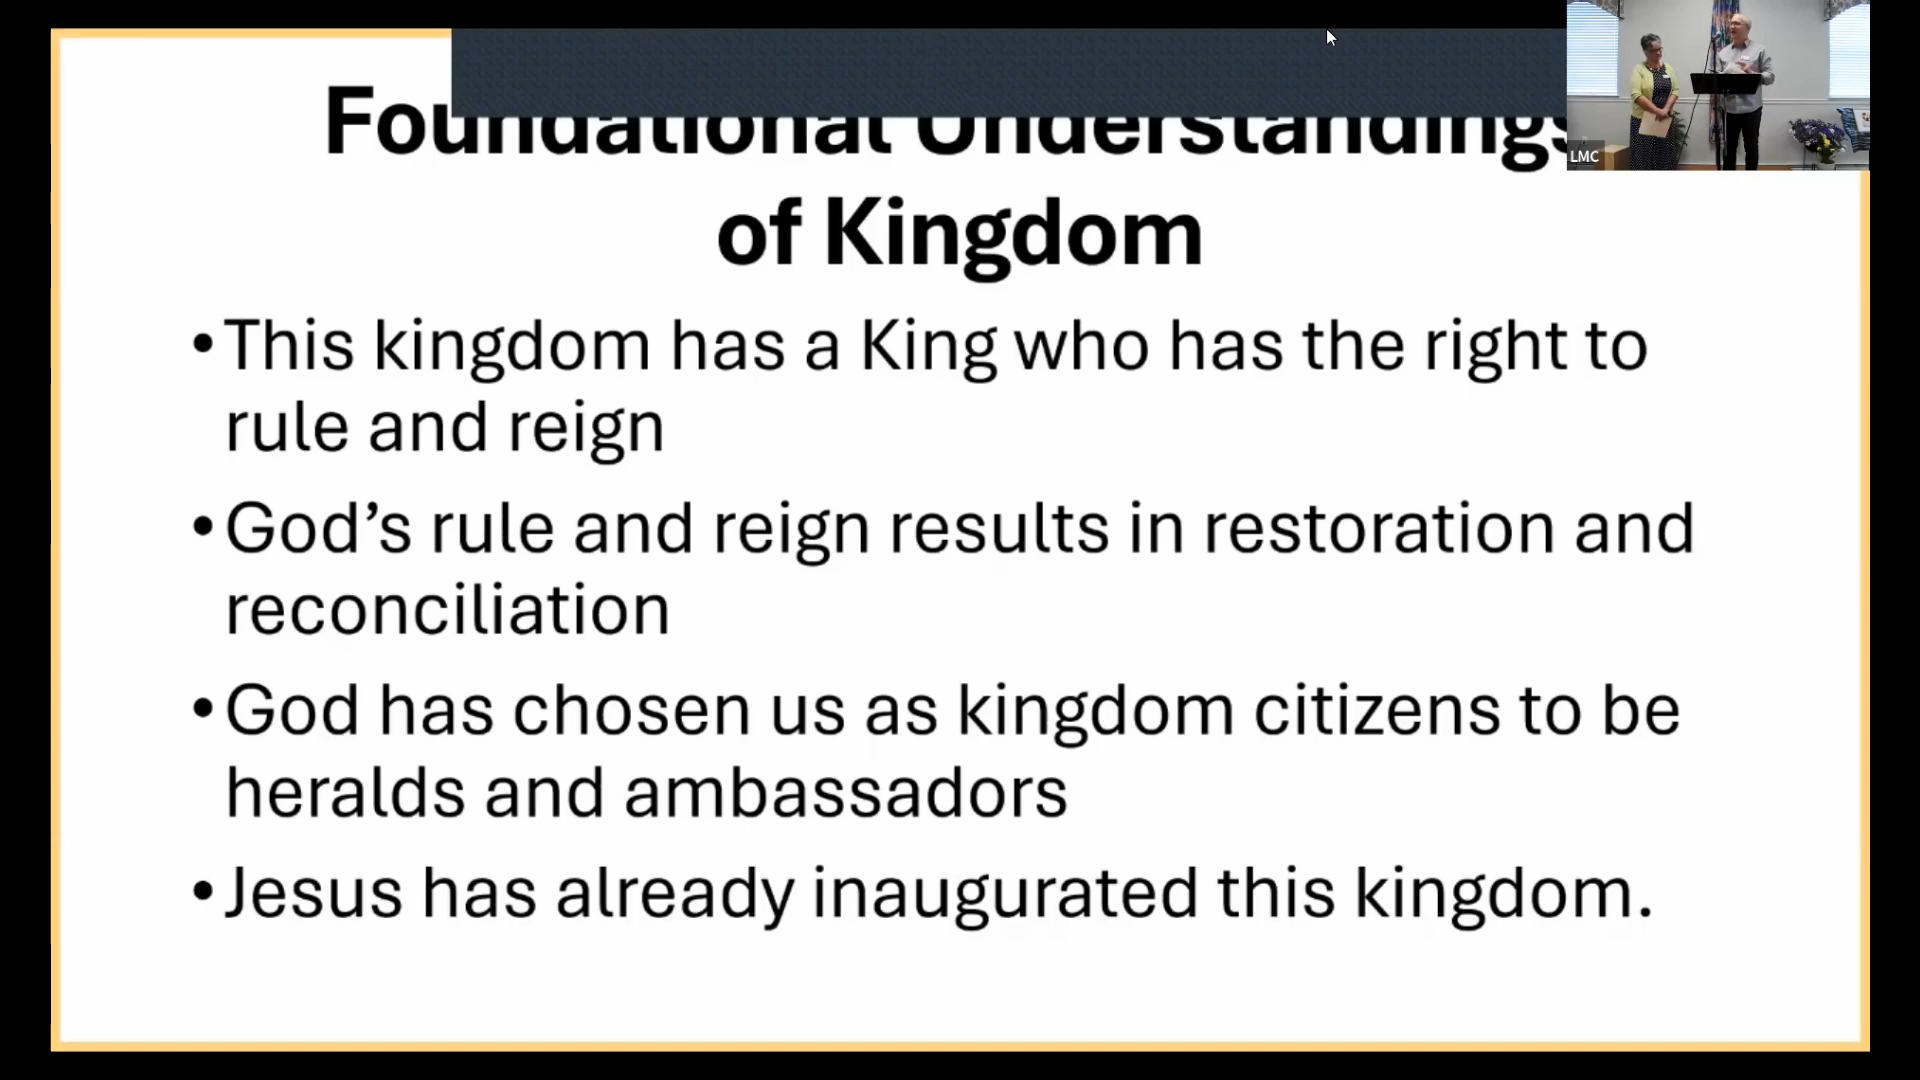 Foundational Understandings
of Kingdom
•This kingdom has a King who has the right to
rule and reign
•God’s rule and reign results in restoration and
reconciliation
•God has chosen us as kingdom citizens to be
heralds and ambassadors
•Jesus has already inaugurated this kingdom.
LMC